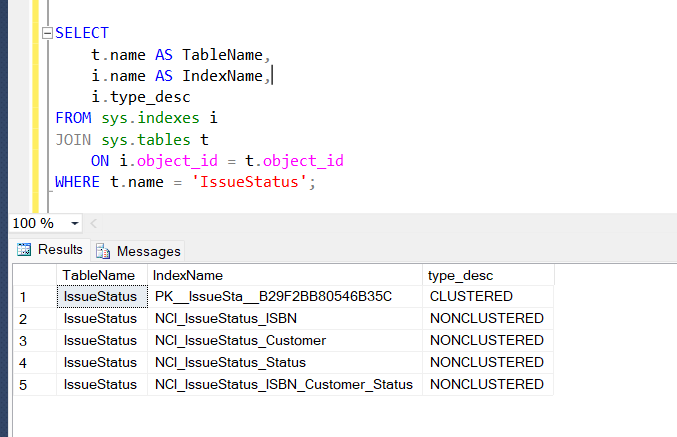 SELECT
t.name AS TableName,
i.name AS IndexName,
i.type_desc
FROM sys.indexes i
JOIN sys.tables t
ON i.object_id = t.object_id
WHERE t.name = 'IssueStatus';
100 %
Results Messages
TableName IndexName type_desc
1 IssueStatus PK__IssueSta__B29F2BB80546B35C CLUSTERED
2 IssueStatus NCI_IssueStatus_ISBN NONCLUSTERED
3 IssueStatus NCI_IssueStatus_Customer NONCLUSTERED
4 IssueStatus NCI_IssueStatus_Status NONCLUSTERED
5 IssueStatus NCI_IssueStatus_ISBN_Customer_Status NONCLUSTERED